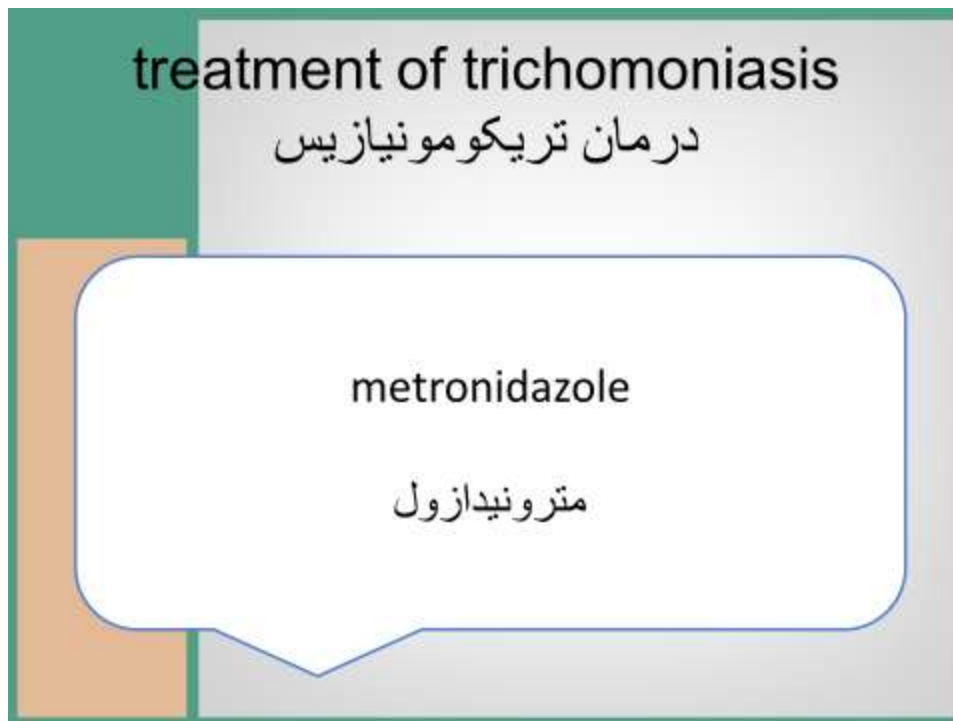 treatment of trichomoniasis
درمان تریکومونیازیس
metronidazole
مترونیدازول